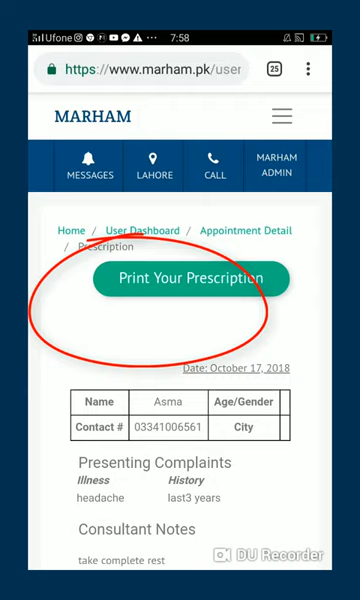 Ufone ... 7:58
https://www.marham.pk/user 25
MARHAM
MESSAGES LAHORE CALL MARHAM ADMIN
Home / User Dashboard / Appointment Detail
/ Prescription
Print Your Prescription
Date: October 17, 2018
Name Asma Age/Gender
Contact # 03341006561 City
Presenting Complaints
Illness History
headache last3 years
Consultant Notes
take complete rest
DU Recorder